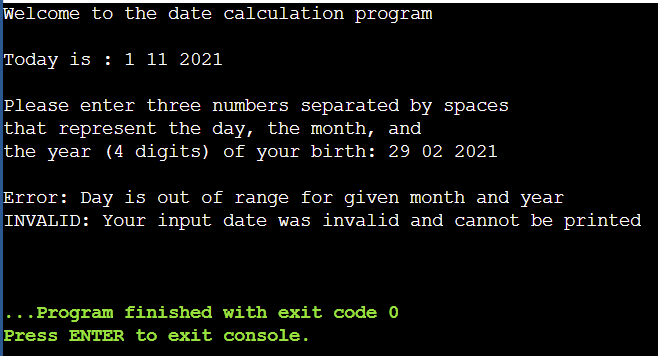 Welcome to the date calculation program
Today is : 1 11 2021
Please enter three numbers separated by spaces
that represent the day, the month, and
the year (4 digits) of your birth: 29 02 2021
Error: Day is out of range for given month and year
INVALID: Your input date was invalid and cannot be printed
...Program finished with exit code 0
Press ENTER to exit console.